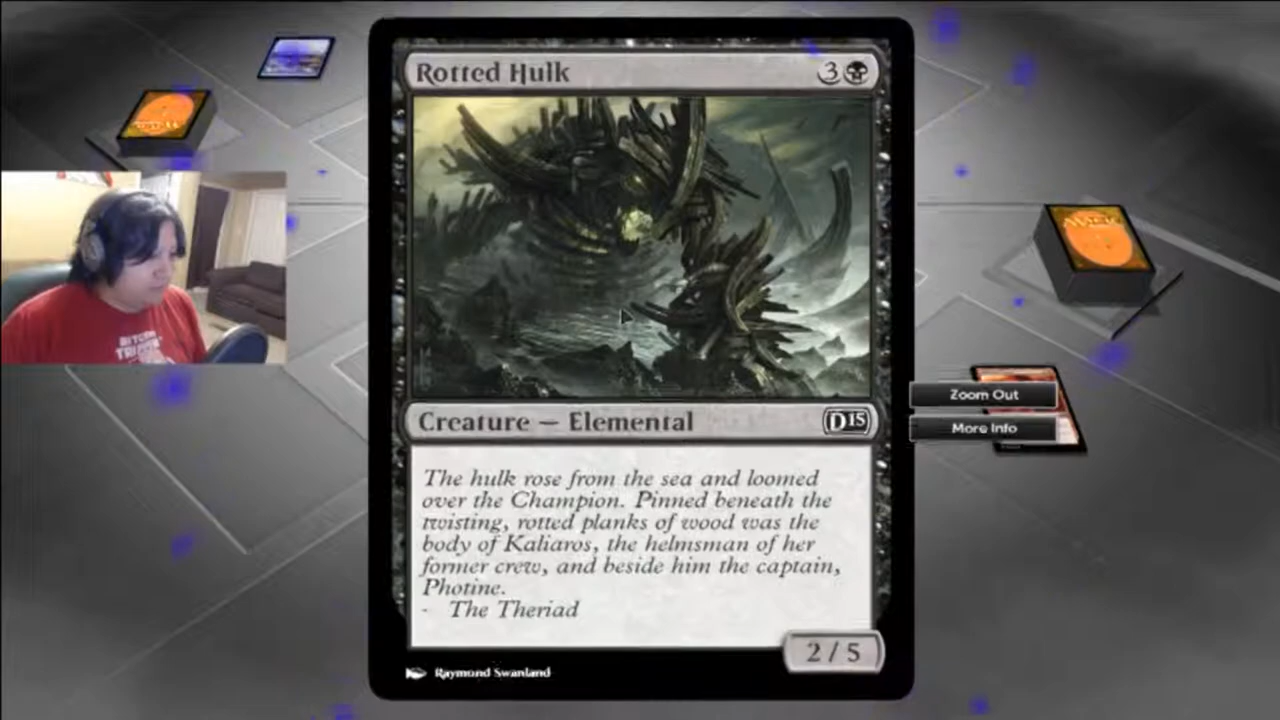 Rotted Hulk
3
Zoom Out
More Info
Creature — Elemental
D15
The hulk rose from the sea and loomed
over the Champion. Pinned beneath the
twisting, rotted planks of wood was the
body of Kaliaros, the helmsman of her
former crew, and beside him the captain,
Photine.
- The Theriad
2 / 5
Raymond Swanland